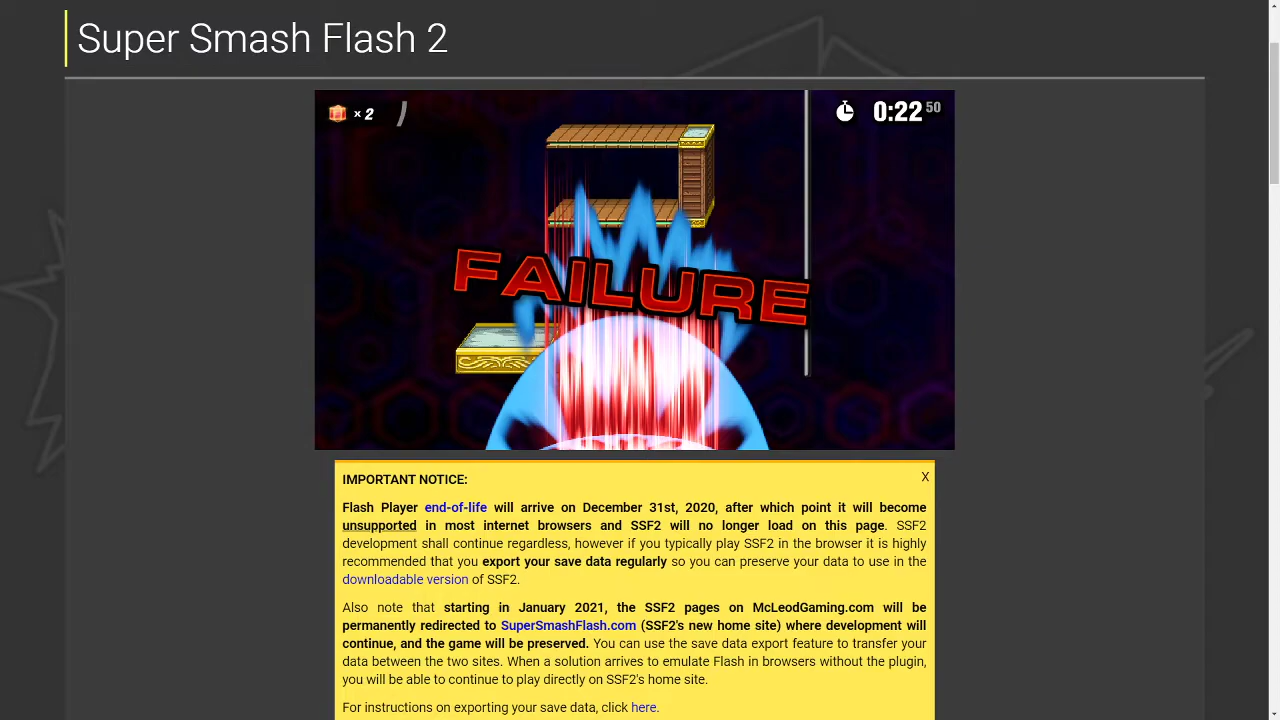 Super Smash Flash 2
x 2
0:22 50
FAILURE
IMPORTANT NOTICE:
X
Flash Player end-of-life will arrive on December 31st, 2020, after which point it will become
unsupported in most internet browsers and SSF2 will no longer load on this page. SSF2
development shall continue regardless, however if you typically play SSF2 in the browser it is highly
recommended that you export your save data regularly so you can preserve your data to use in the
downloadable version of SSF2.
Also note that starting in January 2021, the SSF2 pages on McLeodGaming.com will be
permanently redirected to SuperSmashFlash.com (SSF2's new home site) where development will
continue, and the game will be preserved. You can use the save data export feature to transfer your
data between the two sites. When a solution arrives to emulate Flash in browsers without the plugin,
you will be able to continue to play directly on SSF2's home site.
For instructions on exporting your save data, click here.